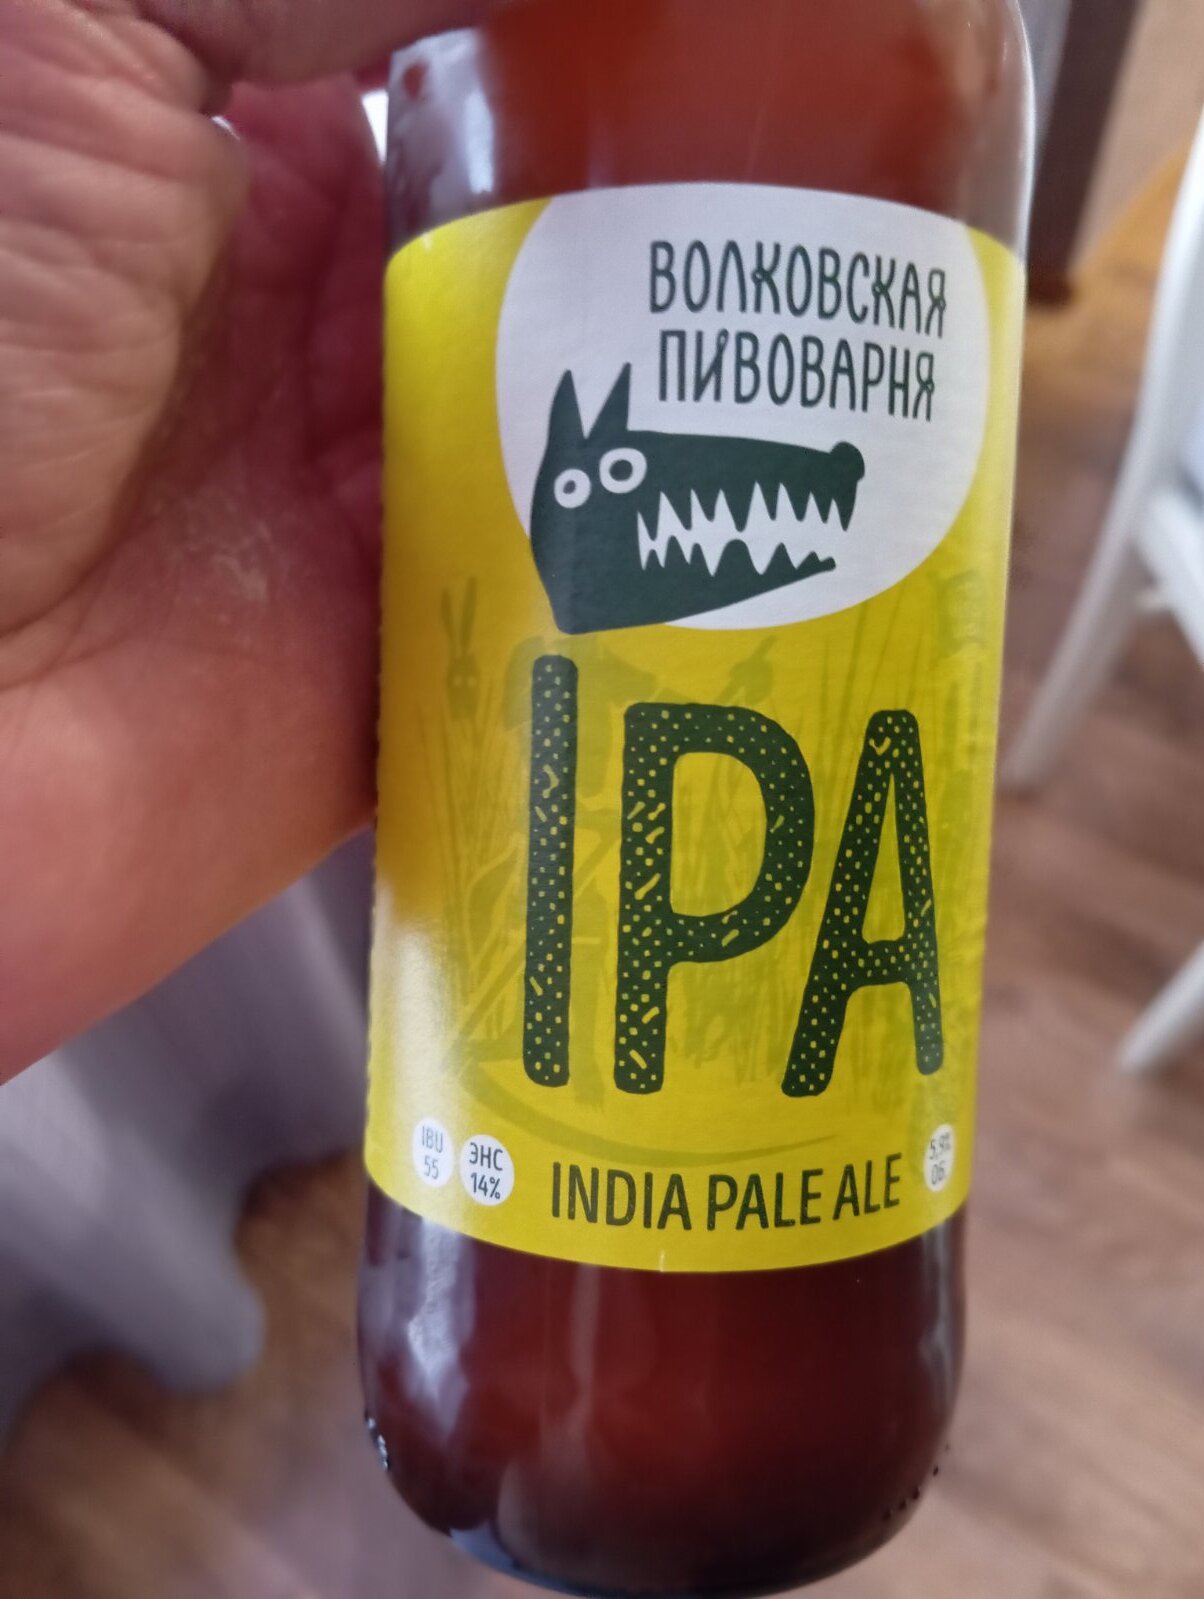 ВОЛКОВСКАЯ
ПИВОВАРНЯ
IPA
IBU
55
ЭНС
14%
INDIA PALE ALE
5,9%
ОБ.